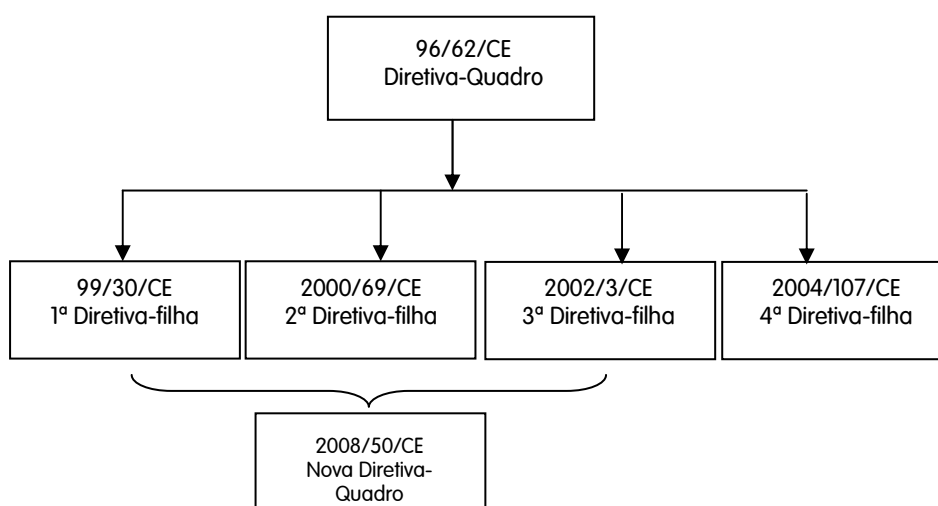 96/62/CE
Diretiva-Quadro
99/30/CE
1ª Diretiva-filha
2000/69/CE
2ª Diretiva-filha
2002/3/CE
3ª Diretiva-filha
2004/107/CE
4ª Diretiva-filha
2008/50/CE
Nova Diretiva-
Quadro